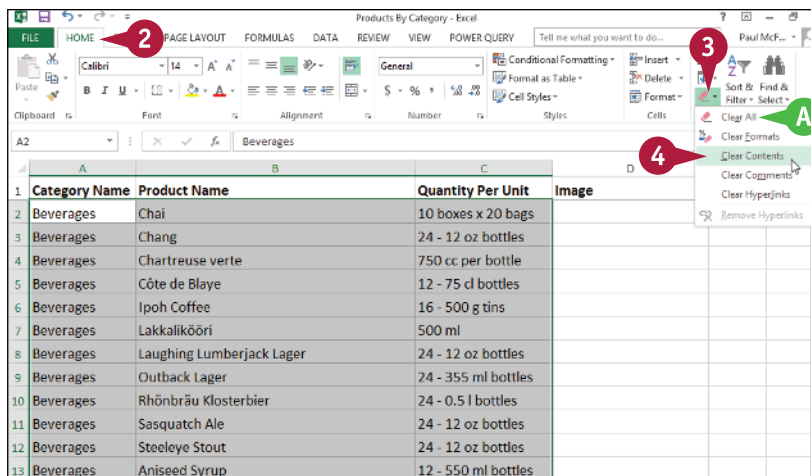 Products By Category - Excel
FILE HOME PAGE LAYOUT FORMULAS DATA REVIEW VIEW POWER QUERY Tell me what you want to do... Paul McF...
2
3
Paste
Calibri 14 A A
B I U A
General
$ - % ,
Conditional Formatting
Format as Table
Cell Styles
Insert
Delete
Format
Sort & Filter
Find & Select
Clipboard Font Alignment Number Styles Cells
Clear All
A
Clear Formats
4
Clear Contents
Clear Comments
Clear Hyperlinks
Remove Hyperlinks
A2 fx Beverages
A B C D
1 Category Name Product Name Quantity Per Unit Image
2 Beverages Chai 10 boxes x 20 bags
3 Beverages Chang 24 - 12 oz bottles
4 Beverages Chartreuse verte 750 cc per bottle
5 Beverages Côte de Blaye 12 - 75 cl bottles
6 Beverages Ipoh Coffee 16 - 500 g tins
7 Beverages Lakkalikööri 500 ml
8 Beverages Laughing Lumberjack Lager 24 - 12 oz bottles
9 Beverages Outback Lager 24 - 355 ml bottles
10 Beverages Rhönbräu Klosterbier 24 - 0.5 l bottles
11 Beverages Sasquatch Ale 24 - 12 oz bottles
12 Beverages Steeleye Stout 24 - 12 oz bottles
13 Beverages Aniseed Syrup 12 - 550 ml bottles